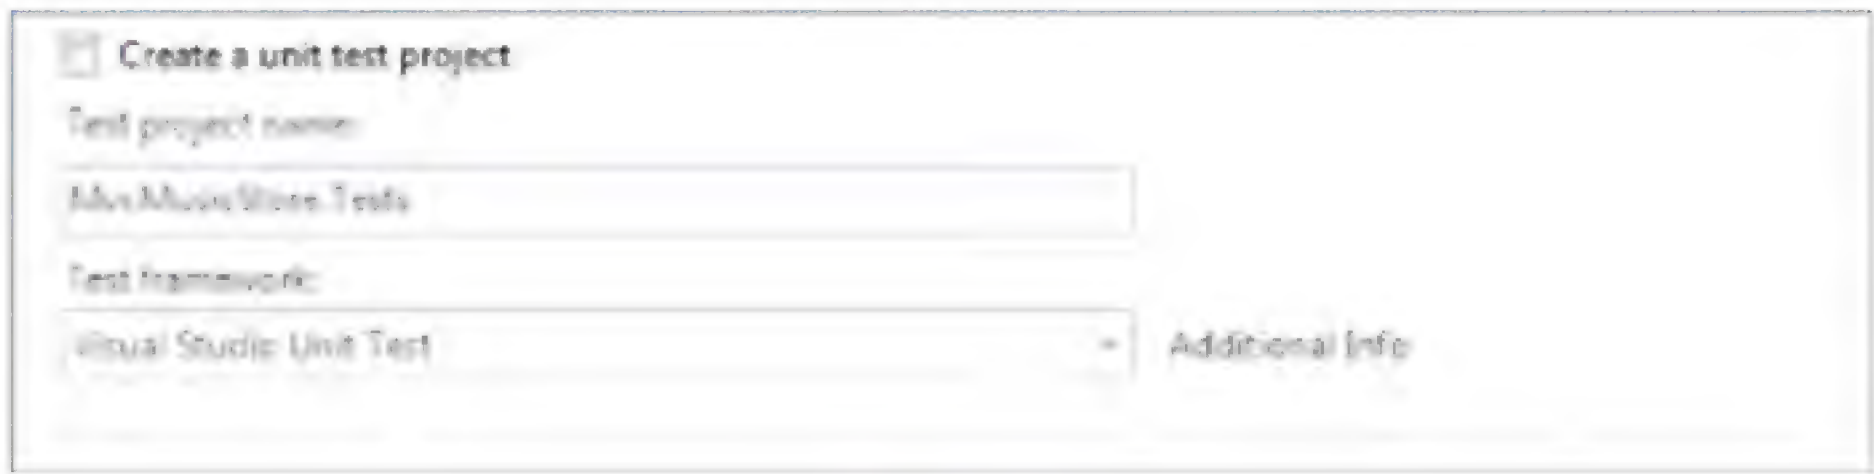 Create a unit test project
Test project name:
MvcMusicStore.Tests
Test framework:
Visual Studio Unit Test
Additional Info